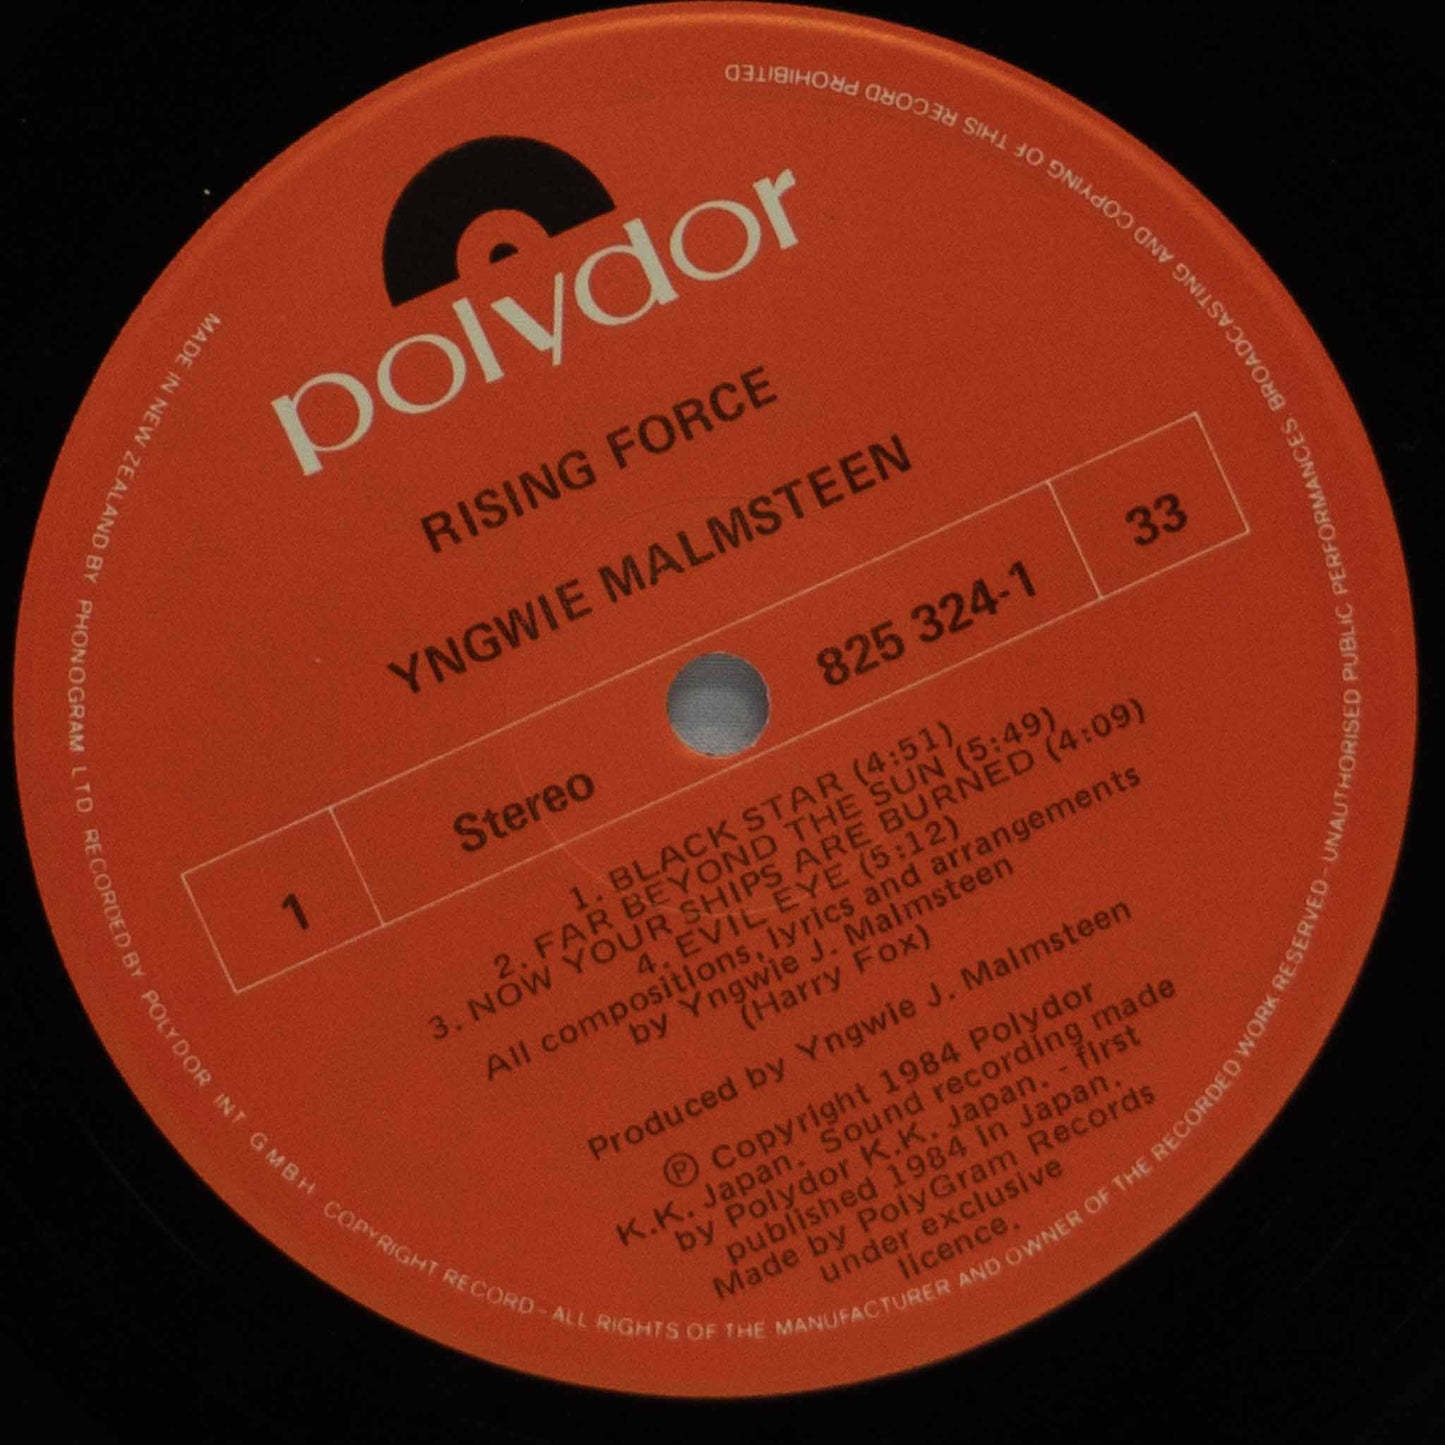 polydor
RISING FORCE
YNGWIE MALMSTEEN
1
Stereo
825 324-1
33
1. BLACK STAR (4:51)
2. FAR BEYOND THE SUN (5:49)
3. NOW YOUR SHIPS ARE BURNED (4:09)
4. EVIL EYE (5:12)
All compositions, lyrics and arrangements
by Yngwie J. Malmsteen
(Harry Fox)
Produced by Yngwie J. Malmsteen
Ⓟ Copyright 1984 Polydor
K.K. Japan. Sound recording made
by Polydor K.K. Japan. - first
published 1984 in Japan.
Made by PolyGram Records
under exclusive
licence.
MADE IN NEW ZEALAND BY PHONOGRAM LTD RECORDED BY POLYDOR INT GMBH COPYRIGHT RECORD - ALL RIGHTS OF THE MANUFACTURER AND OWNER OF THE RECORDED WORK RESERVED - UNAUTHORISED PUBLIC PERFORMANCES BROADCASTING AND COPYING OF THIS RECORD PROHIBITED